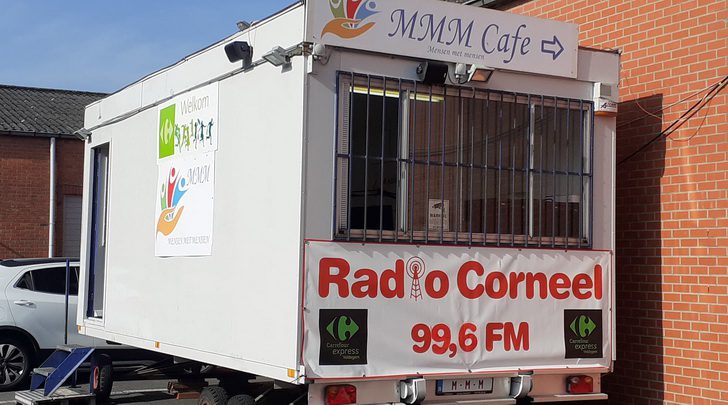 MMM Cafe
Mensen met mensen
Welkom
MMM
MENSEN MET MENSEN
Radio Corneel
99,6 FM
Carrefour
express
Carrefour
express
M-M-M